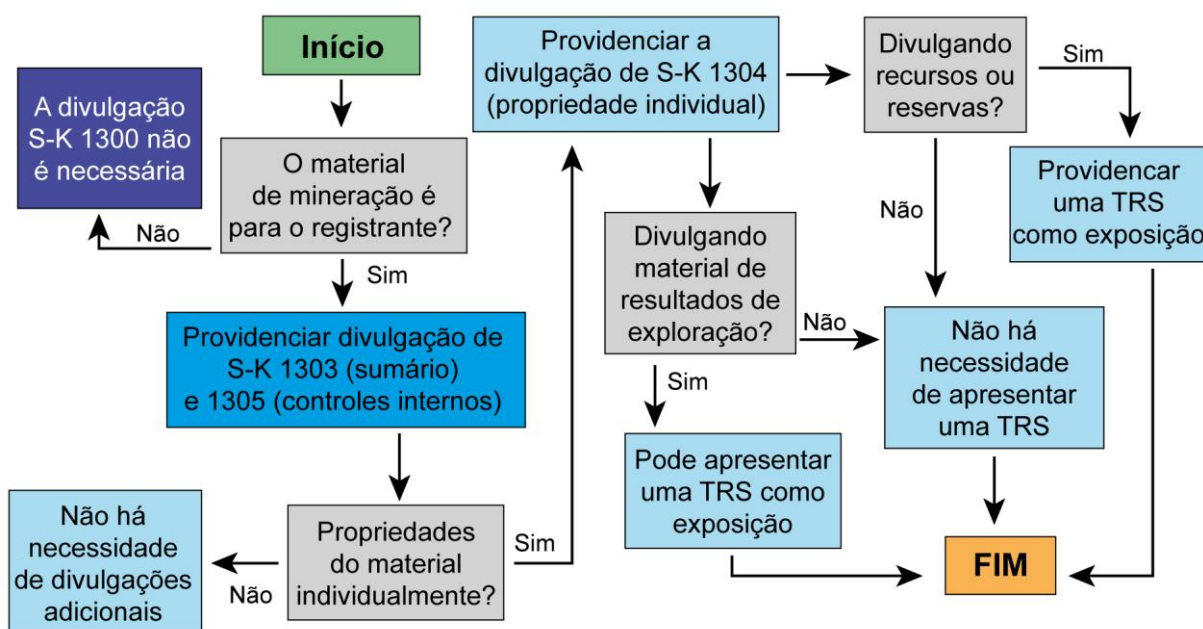 Início
O material
de mineração é
para o registrante?
Não
A divulgação
S-K 1300 não
é necessária
Sim
Providenciar divulgação de
S-K 1303 (sumário)
e 1305 (controles internos)
Propriedades
do material
individualmente?
Não
Não há
necessidade
de divulgações
adicionais
Sim
Providenciar a
divulgação de S-K 1304
(propriedade individual)
Divulgando
material de
resultados de
exploração?
Não
Sim
Pode apresentar
uma TRS como
exposição
Divulgando
recursos ou
reservas?
Sim
Providencar
uma TRS
como exposição
Não
Não há
necessidade
de apresentar
uma TRS
FIM